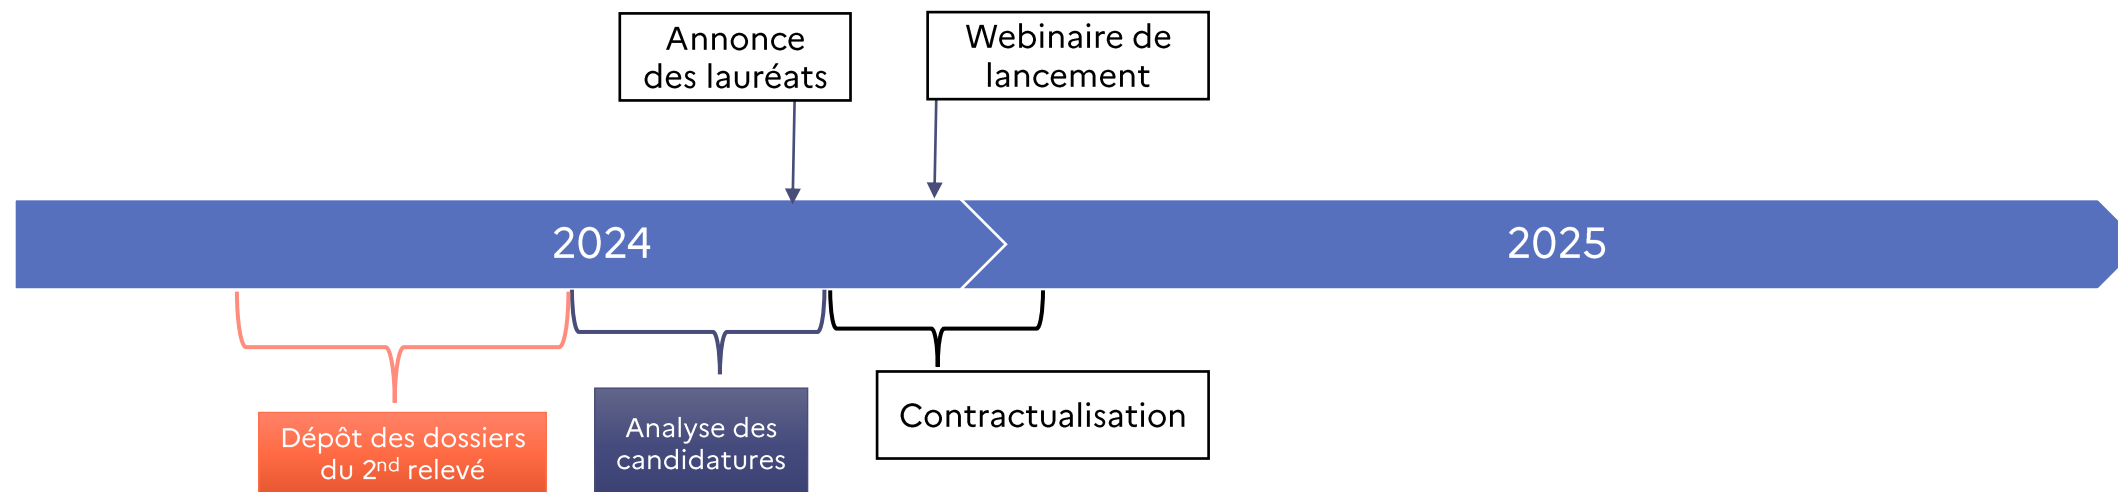 Annonce
des lauréats
Webinaire de
lancement
2024
2025
Dépôt des dossiers
du 2nd relevé
Analyse des
candidatures
Contractualisation